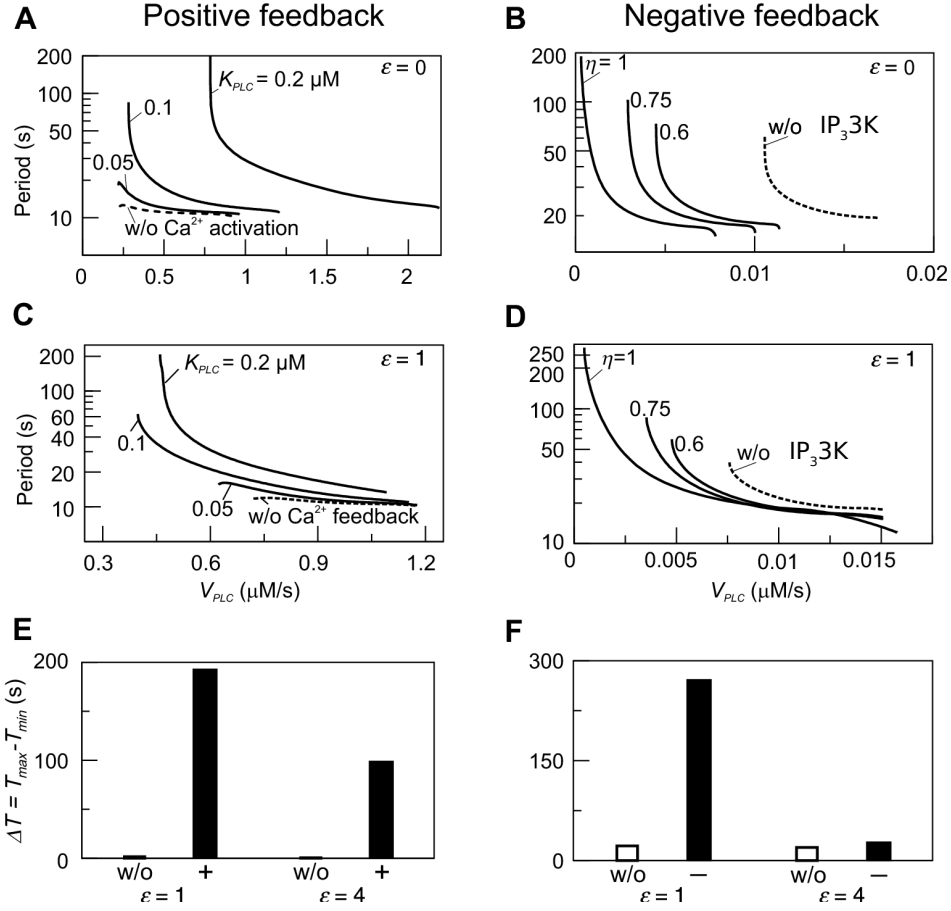 Positive feedback
Negative feedback
A
ε = 0
K_PLC = 0.2 μM
0.1
0.05
w/o Ca²⁺ activation
Period (s)
200
100
50
10
0
0.5
1
1.5
2
B
ε = 0
η = 1
0.75
0.6
w/o IP₃3K
200
100
50
20
0
0.01
0.02
C
ε = 1
K_PLC = 0.2 μM
0.1
0.05
w/o Ca²⁺ feedback
Period (s)
200
100
60
40
20
10
0.3
0.6
0.9
1.2
V_PLC (μM/s)
D
ε = 1
η=1
0.75
0.6
w/o IP₃3K
250
200
100
50
10
0
0.005
0.01
0.015
V_PLC (μM/s)
E
ΔT = T_max-T_min (s)
200
100
0
w/o + w/o +
ε = 1 ε = 4
F
300
150
0
w/o – w/o –
ε = 1 ε = 4